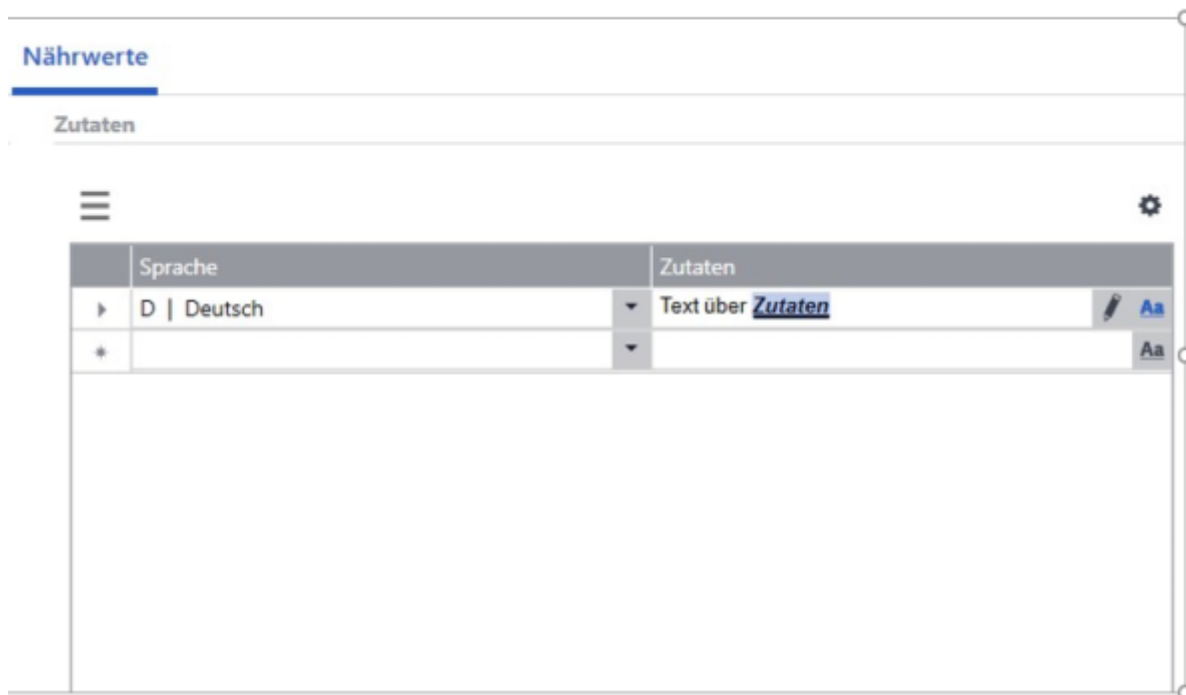 Nährwerte
Zutaten
Sprache Zutaten
D | Deutsch Text über Zutaten Aa
Aa